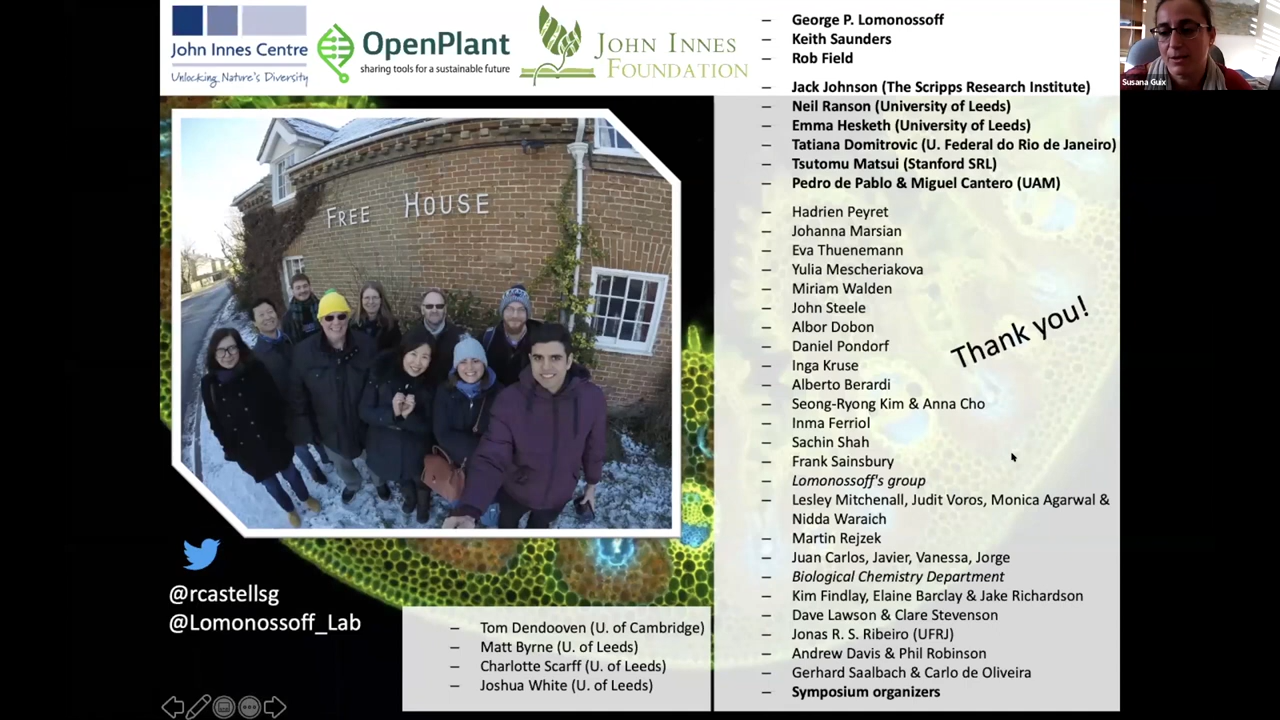 John Innes Centre
Unlocking Nature's Diversity
OpenPlant
sharing tools for a sustainable future
JOHN INNES
FOUNDATION
FREE HOUSE
@rcastellsg
@Lomonossoff_Lab
– Tom Dendooven (U. of Cambridge)
– Matt Byrne (U. of Leeds)
– Charlotte Scarff (U. of Leeds)
– Joshua White (U. of Leeds)
– George P. Lomonossoff
– Keith Saunders
– Rob Field
– Jack Johnson (The Scripps Research Institute)
– Neil Ranson (University of Leeds)
– Emma Hesketh (University of Leeds)
– Tatiana Domitrovic (U. Federal do Rio de Janeiro)
– Tsutomu Matsui (Stanford SRL)
– Pedro de Pablo & Miguel Cantero (UAM)
– Hadrien Peyret
– Johanna Marsian
– Eva Thuenemann
– Yulia Mescheriakova
– Miriam Walden
– John Steele
– Albor Dobon
– Daniel Pondorf
– Inga Kruse
– Alberto Berardi
– Seong-Ryong Kim & Anna Cho
– Inma Ferriol
– Sachin Shah
– Frank Sainsbury
– Lomonossoff's group
– Lesley Mitchenall, Judit Voros, Monica Agarwal &
Nidda Waraich
– Martin Rejzek
– Juan Carlos, Javier, Vanessa, Jorge
– Biological Chemistry Department
– Kim Findlay, Elaine Barclay & Jake Richardson
– Dave Lawson & Clare Stevenson
– Jonas R. S. Ribeiro (UFRJ)
– Andrew Davis & Phil Robinson
– Gerhard Saalbach & Carlo de Oliveira
– Symposium organizers
Thank you!
Susana Guix